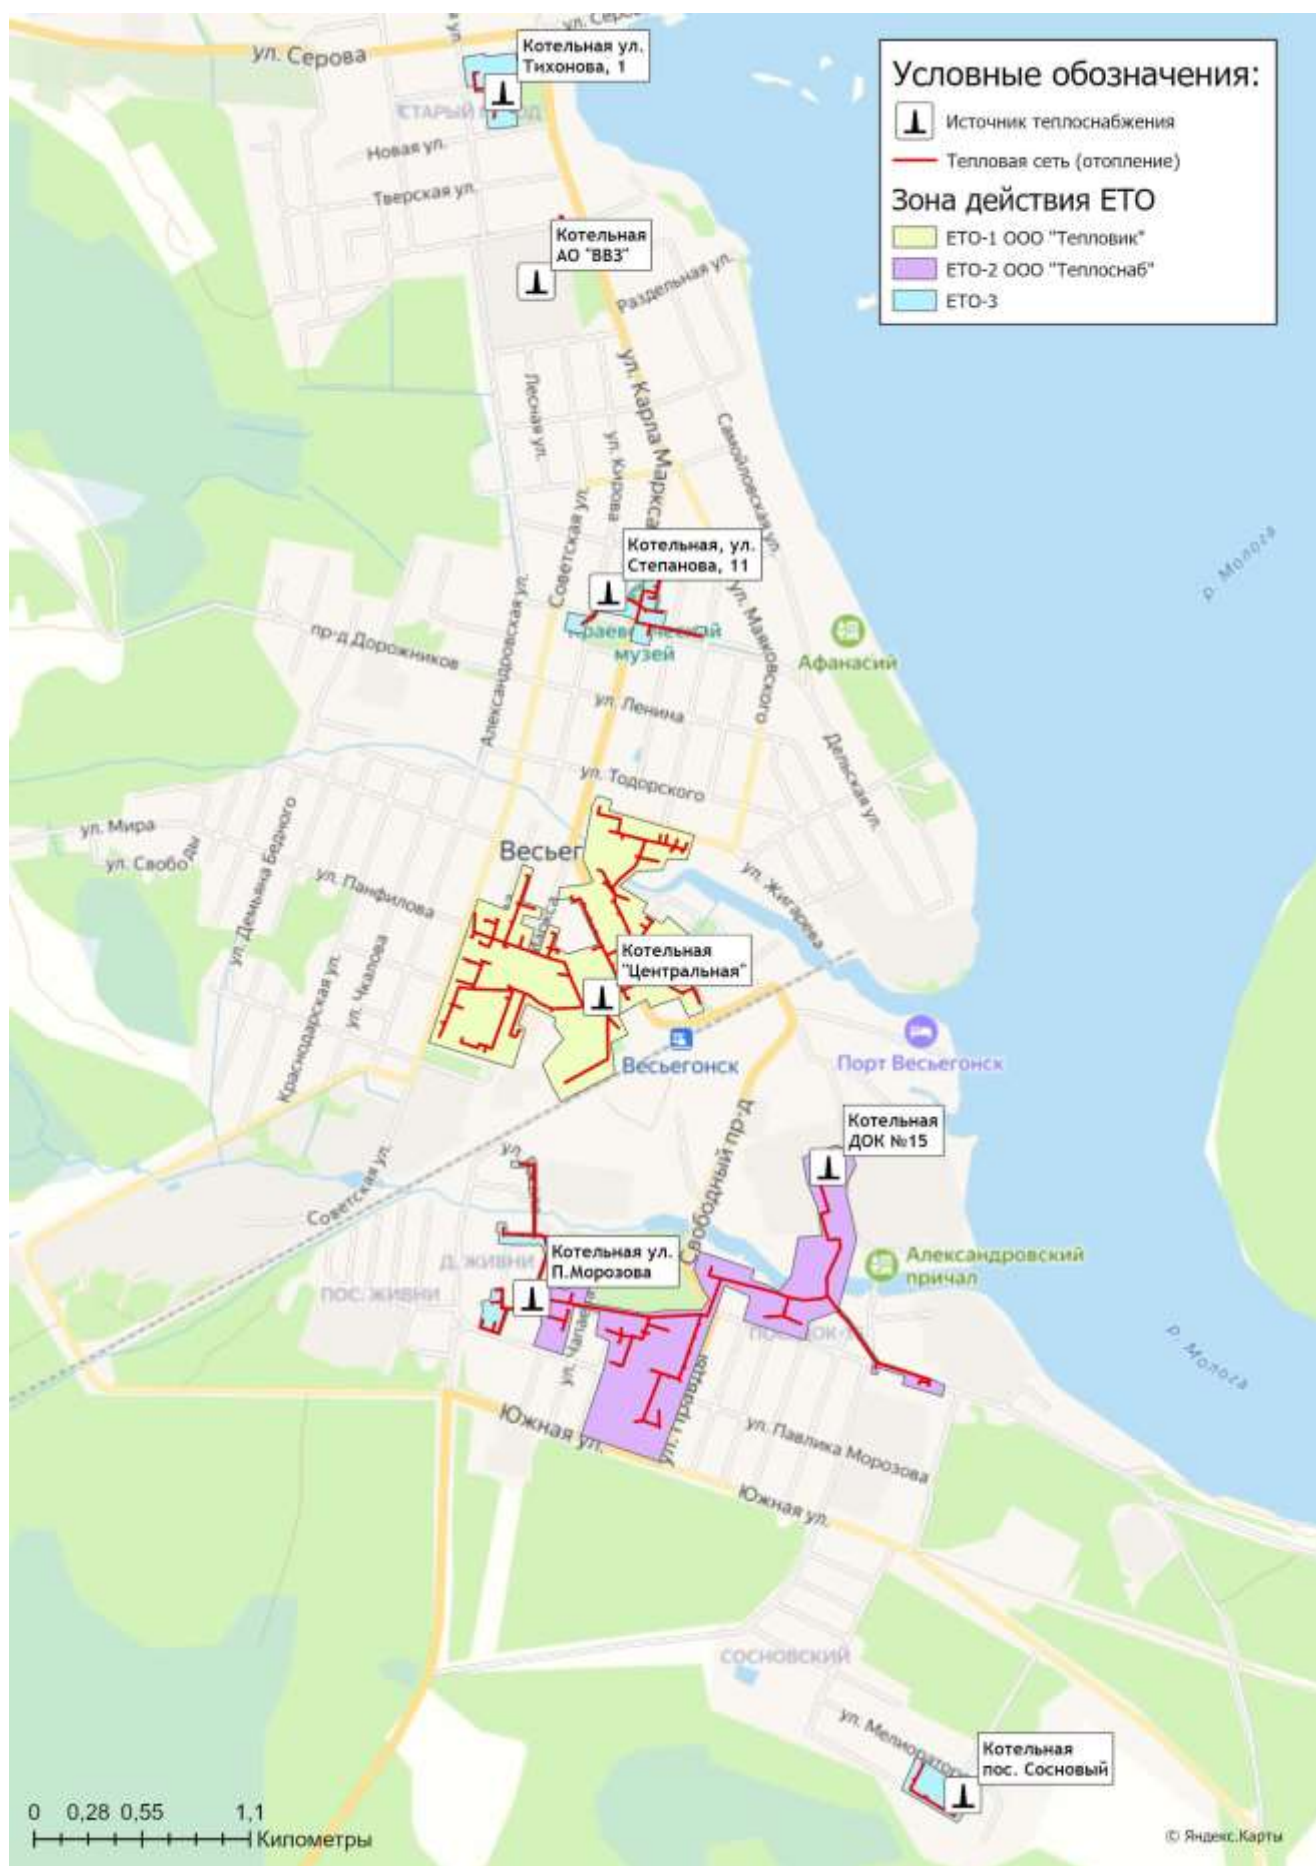 ул. Серова
Котельная ул.
Тихонова, 1
Условные обозначения:
Источник теплоснабжения
Тепловая сеть (отопление)
Зона действия ЕТО
ЕТО-1 ООО "Тепловик"
ЕТО-2 ООО "Теплоснаб"
ЕТО-3
Новая ул.
Тверская ул.
Котельная
АО "ВВЗ"
Раздельная ул.
ул. Карла Маркса
Лесная ул.
ул. Кирова
Самойловская ул.
Советская ул.
Котельная, ул.
Степанова, 11
р. Молога
Александровская ул.
ул. Маяковского
пр-д Дорожников
музей
Афанасий
ул. Ленина
Дельская ул.
ул. Тодорского
ул. Мира
ул. Свободы
ул. Демьяна Бедного
Весьег
ул. Панфилова
ул. Жигарева
Котельная
"Центральная"
ул. Чкалова
Краснодарская ул.
Весьегонск
Порт Весьегонск
Котельная
ДОК №15
Свободный пр-д
Советская ул.
Д. ЖИВНИ
ПОС. ЖИВНИ
Котельная ул.
П.Морозова
Александровский
причал
р. Молога
ул. Правды
Южная ул.
ул. Павлика Морозова
Южная ул.
СОСНОВСКИЙ
Котельная
пос. Сосновый
0 0,28 0,55 1,1
Километры
© Яндекс.Карты